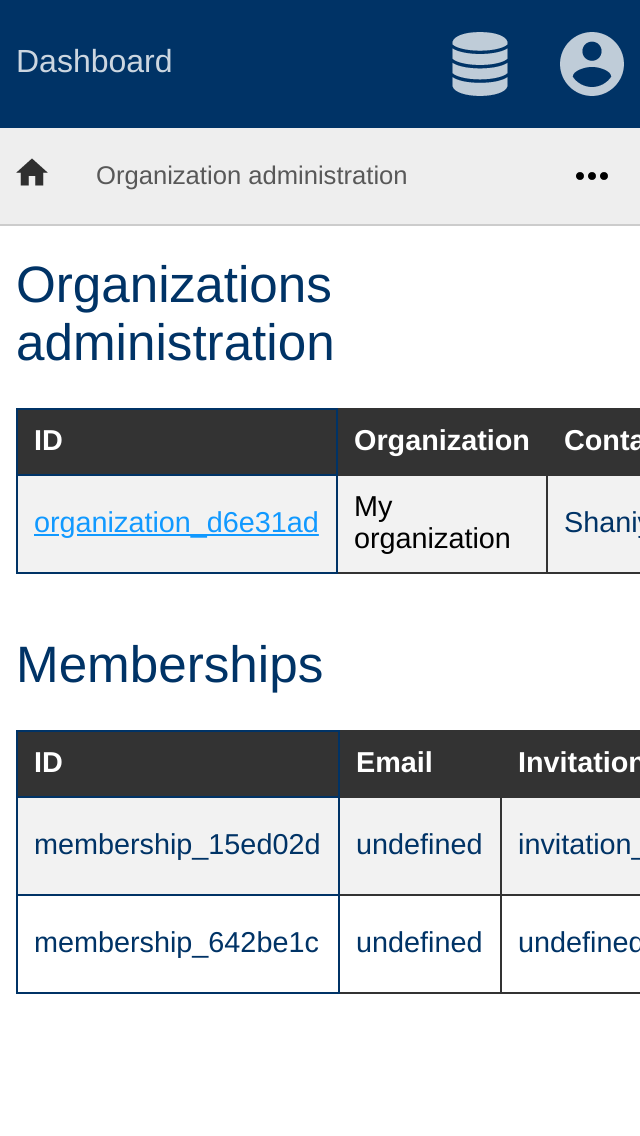 Dashboard
Organization administration
Organizations
administration
ID Organization Conta
organization_d6e31ad My organization Shaniy
Memberships
ID Email Invitation
membership_15ed02d undefined invitation_
membership_642be1c undefined undefined